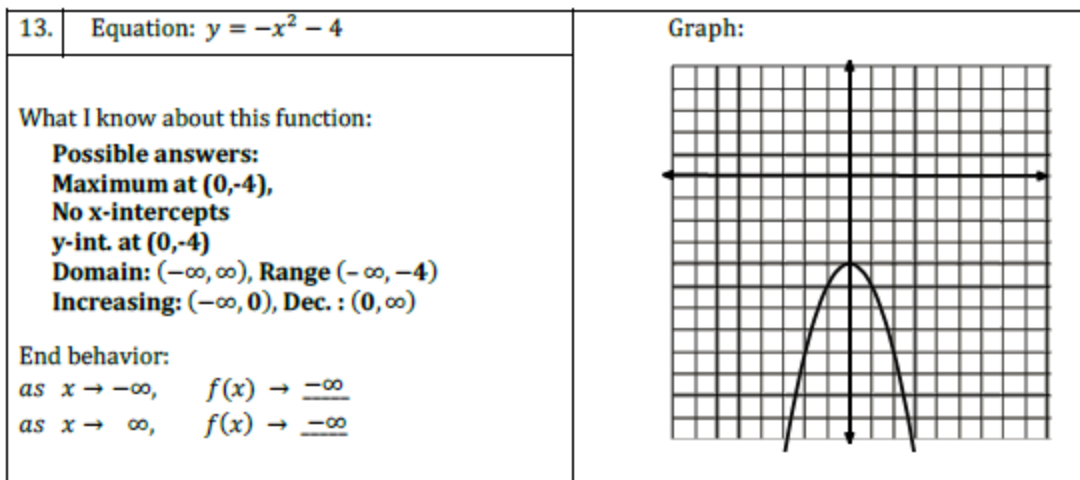 13. Equation: y = −x² − 4
Graph:
What I know about this function:
Possible answers:
Maximum at (0,-4),
No x-intercepts
y-int. at (0,-4)
Domain: (−∞, ∞), Range (− ∞, −4)
Increasing: (−∞, 0), Dec. : (0, ∞)
End behavior:
as x → −∞, f(x) → −∞
as x → ∞, f(x) → −∞